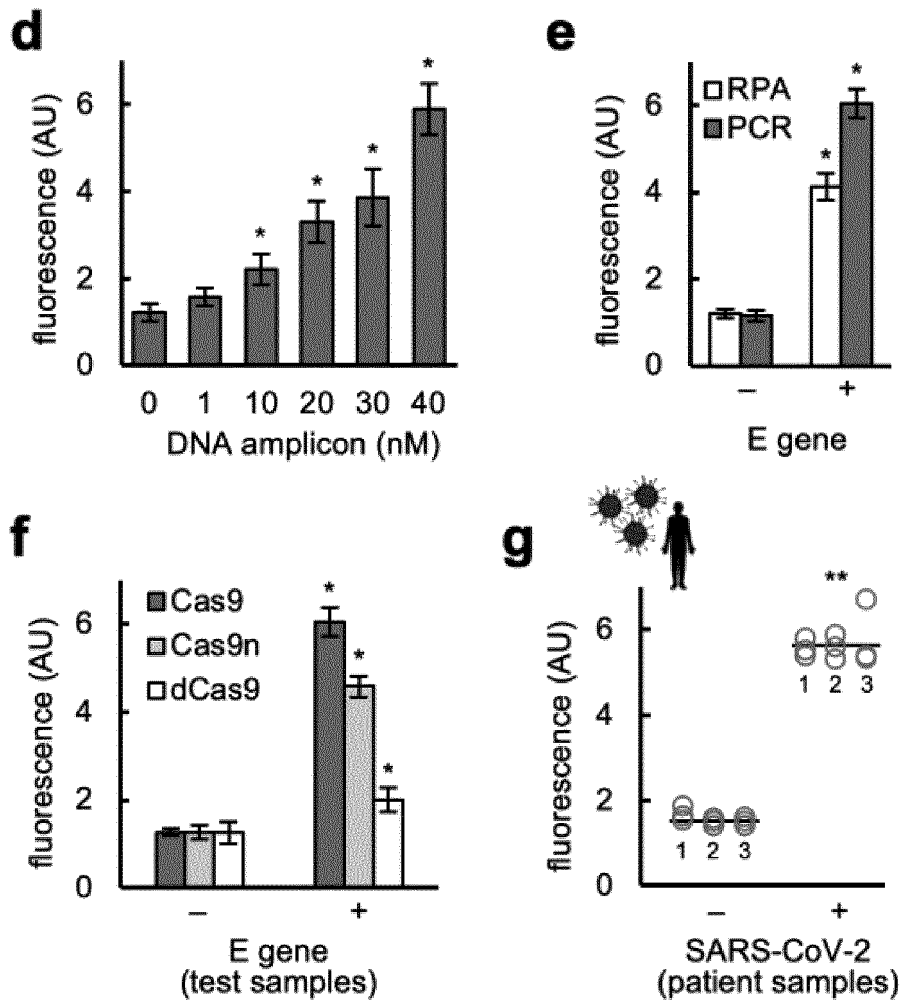 d
fluorescence (AU)
6
4
2
0
*
*
*
*
0 1 10 20 30 40
DNA amplicon (nM)
e
fluorescence (AU)
6
4
2
0
RPA
PCR
*
*
– +
E gene
f
fluorescence (AU)
6
4
2
0
Cas9
Cas9n
dCas9
*
*
*
– +
E gene
(test samples)
g
fluorescence (AU)
6
4
2
0
**
1 2 3
1 2 3
– +
SARS-CoV-2
(patient samples)